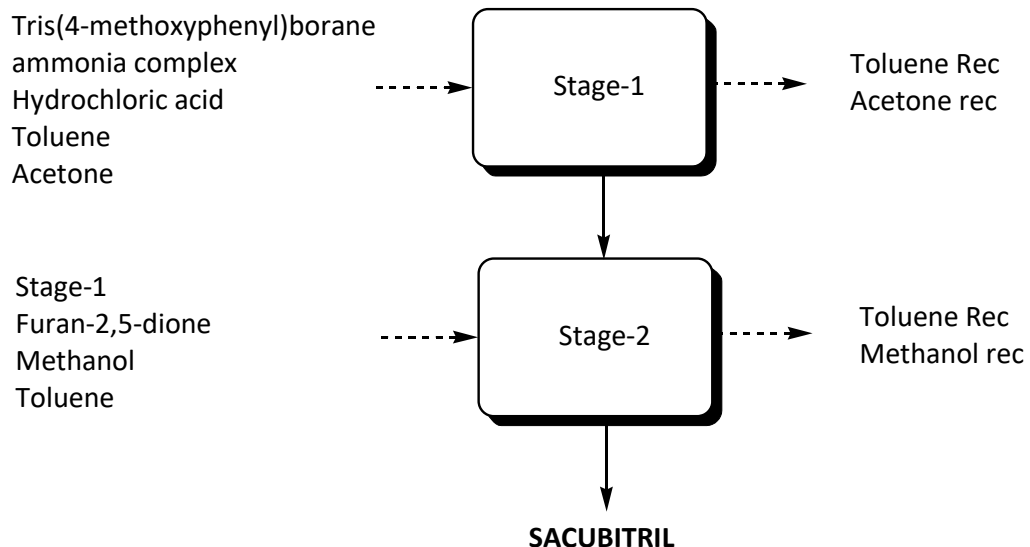 Tris(4-methoxyphenyl)borane
ammonia complex
Hydrochloric acid
Toluene
Acetone
Stage-1
Toluene Rec
Acetone rec
Stage-1
Furan-2,5-dione
Methanol
Toluene
Stage-2
Toluene Rec
Methanol rec
SACUBITRIL